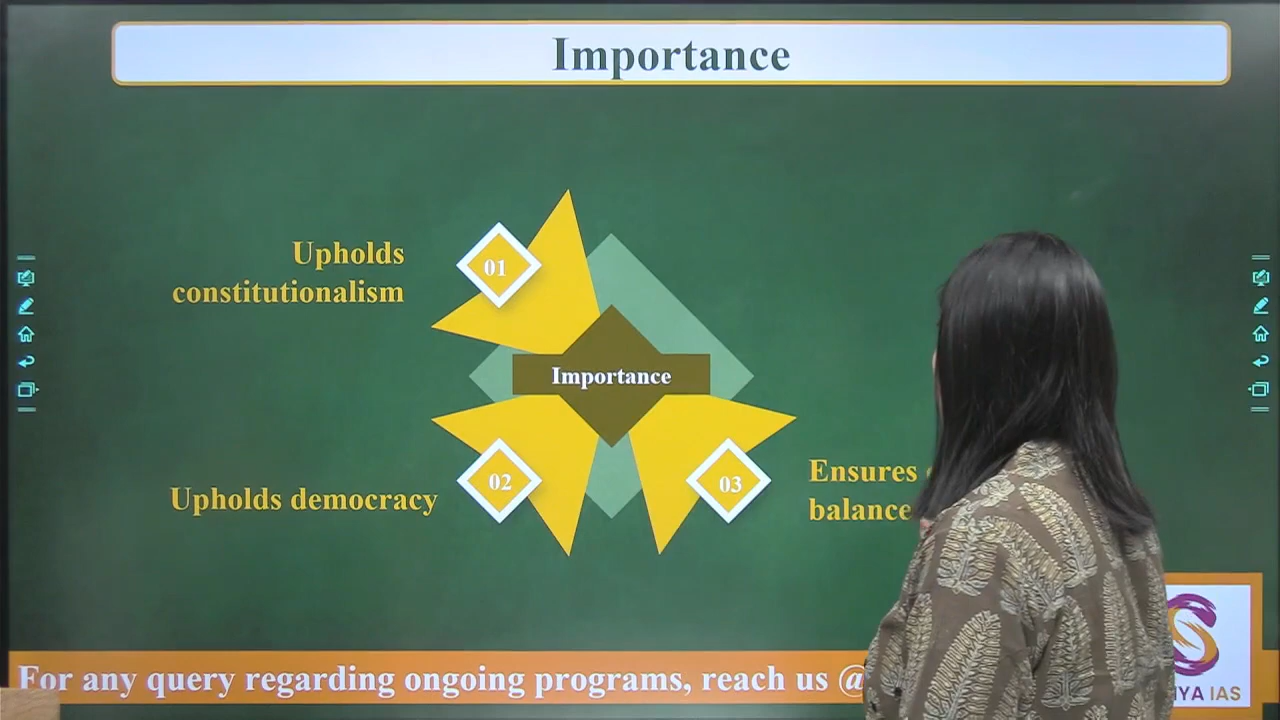 Importance
01
Upholds
constitutionalism
Importance
02
Upholds democracy
03
Ensures
balance
For any query regarding ongoing programs, reach us @
IYA IAS